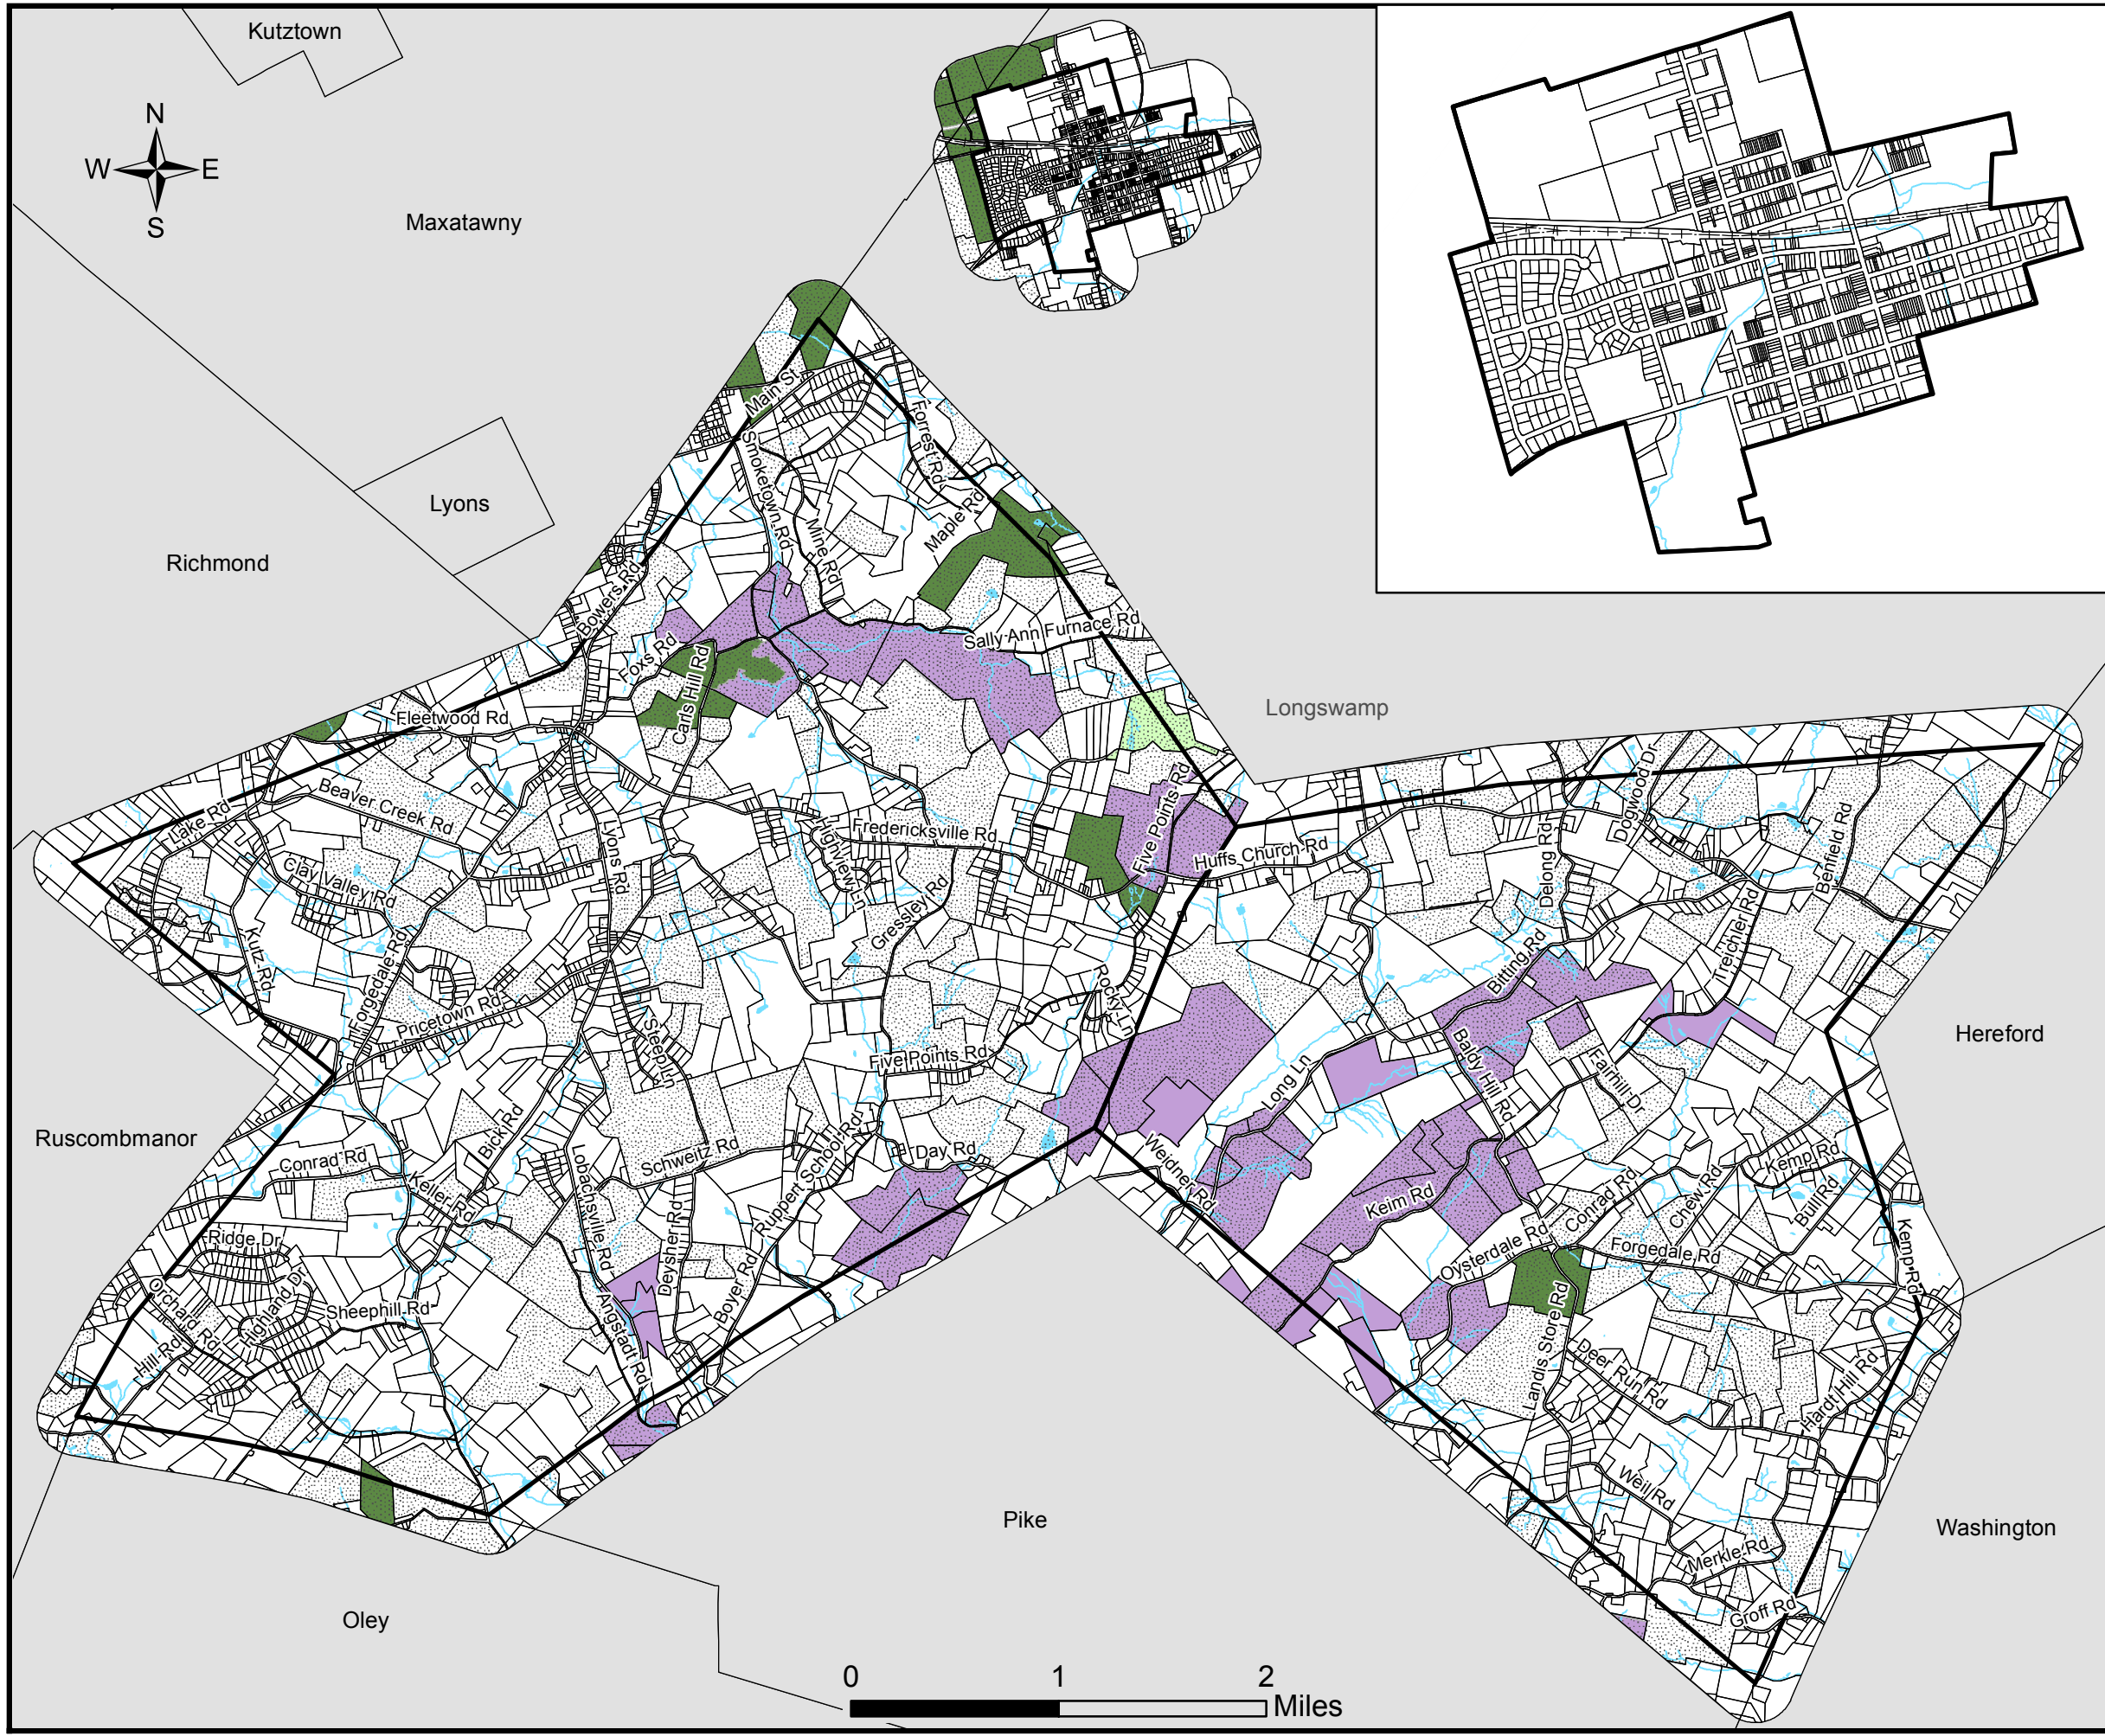 Kutztown
N
W E
S
Maxatawny
Main St
Forrest Rd
Smoketown Rd
Lyons
Maple Rd
Mine Rd
Richmond
Bowers Rd
Sally Ann Furnace Rd
Foxs Rd
Carls Hill Rd
Longswamp
Fleetwood Rd
Dogwood Dr
Five Points Rd
Beaver Creek Rd
Lake Rd
Fredericksville Rd
Highview Ln
Lyons Rd
Huffs Church Rd
Delong Rd
Benfield Rd
Clay Valley Rd
Gressley Rd
Trechler Rd
Kutz Rd
Forgedale Rd
Bitting Rd
Pricetown Rd
Rocky Ln
Hereford
Sleep Ln
Five Points Rd
Long Ln
Baldy Hill Rd
Fairhill Dr
Ruscombmanor
Bick Rd
Conrad Rd
Schweitz Rd
Ruppert School Rd
Day Rd
Weidner Rd
Kemp Rd
Keller Rd
Lobachsville Rd
Keim Rd
Conrad Rd
Chew Rd
Bull Rd
Ridge Dr
Deysher Rd
Oysterdale Rd
Forgedale Rd
Kemp Rd
Orchard Rd
Highland Dr
Sheephill Rd
Boyer Rd
Hill Rd
Angstadt Rd
Landis Store Rd
Deer Run Rd
Hardt Hill Rd
Weil Rd
Pike
Washington
Merkle Rd
Groff Rd
Oley
0 1 2
Miles